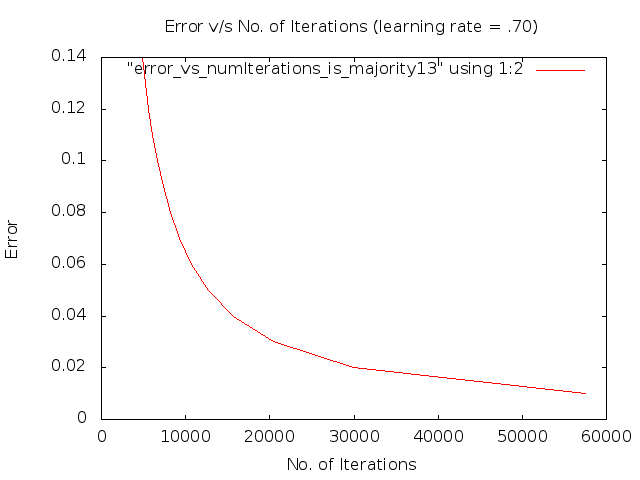 Error v/s No. of Iterations (learning rate = .70)
"error_vs_numIterations_is_majority13" using 1:2
0.14
0.12
0.1
0.08
0.06
0.04
0.02
0
Error
0 10000 20000 30000 40000 50000 60000
No. of Iterations